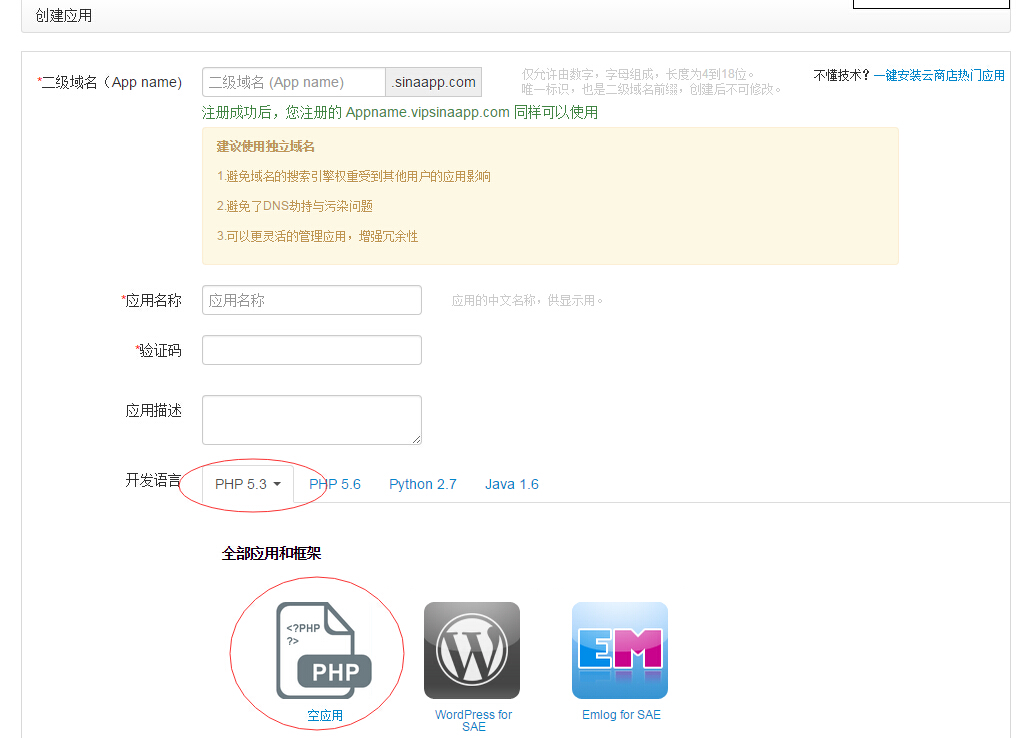 创建应用
*二级域名（App name）
二级域名 (App name)
.sinaapp.com
仅允许由数字，字母组成，长度为4到18位。
唯一标识，也是二级域名前缀，创建后不可修改。
不懂技术？一键安装云商店热门应用
注册成功后，您注册的 Appname.vipsinaapp.com 同样可以使用
建议使用独立域名
1.避免域名的搜索引擎权重受到其他用户的应用影响
2.避免了DNS劫持与污染问题
3.可以更灵活的管理应用，增强冗余性
*应用名称
应用名称
应用的中文名称，供显示用。
*验证码
应用描述
开发语言
PHP 5.3
PHP 5.6
Python 2.7
Java 1.6
全部应用和框架
<?PHP
?>
PHP
W
EM
空应用
WordPress for
SAE
Emlog for SAE